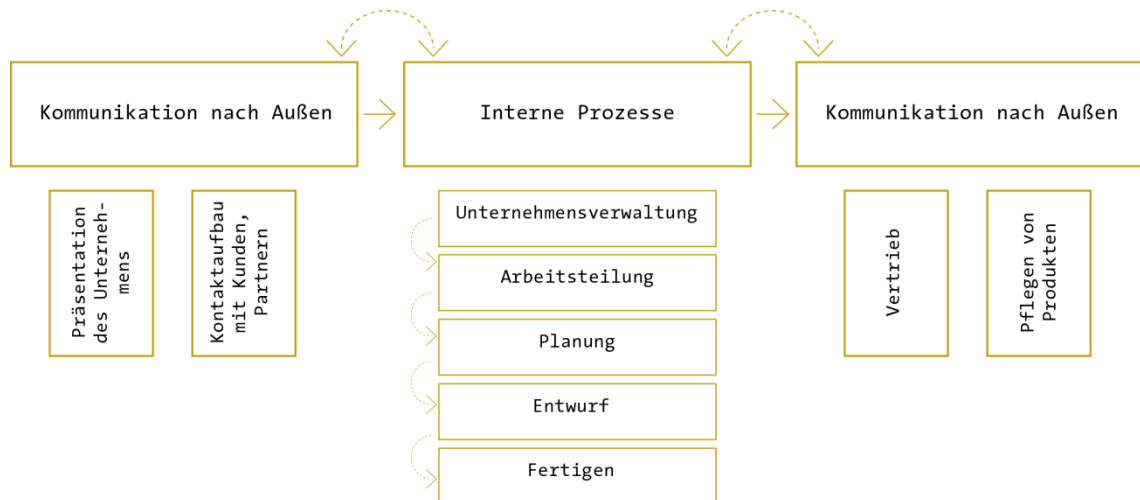 Kommunikation nach Außen
Interne Prozesse
Kommunikation nach Außen
Präsentation
des Unterneh-
mens
Kontaktaufbau
mit Kunden,
Partnern
Unternehmensverwaltung
Arbeitsteilung
Planung
Entwurf
Fertigen
Vertrieb
Pflegen von
Produkten